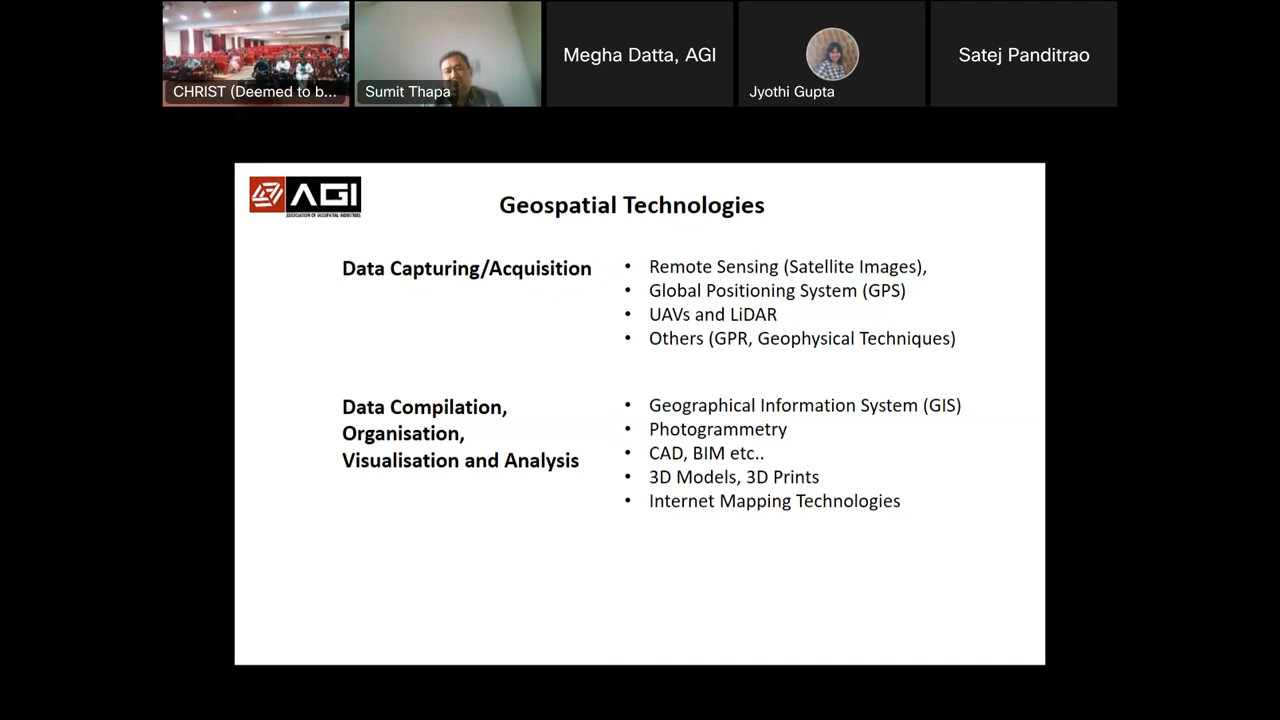 CHRIST (Deemed to b...
Sumit Thapa
Megha Datta, AGI
Jyothi Gupta
Satej Panditrao
AGI
ASSOCIATION OF GEOSPATIAL INDUSTRIES
Geospatial Technologies
Data Capturing/Acquisition
• Remote Sensing (Satellite Images),
• Global Positioning System (GPS)
• UAVs and LiDAR
• Others (GPR, Geophysical Techniques)
Data Compilation,
Organisation,
Visualisation and Analysis
• Geographical Information System (GIS)
• Photogrammetry
• CAD, BIM etc..
• 3D Models, 3D Prints
• Internet Mapping Technologies